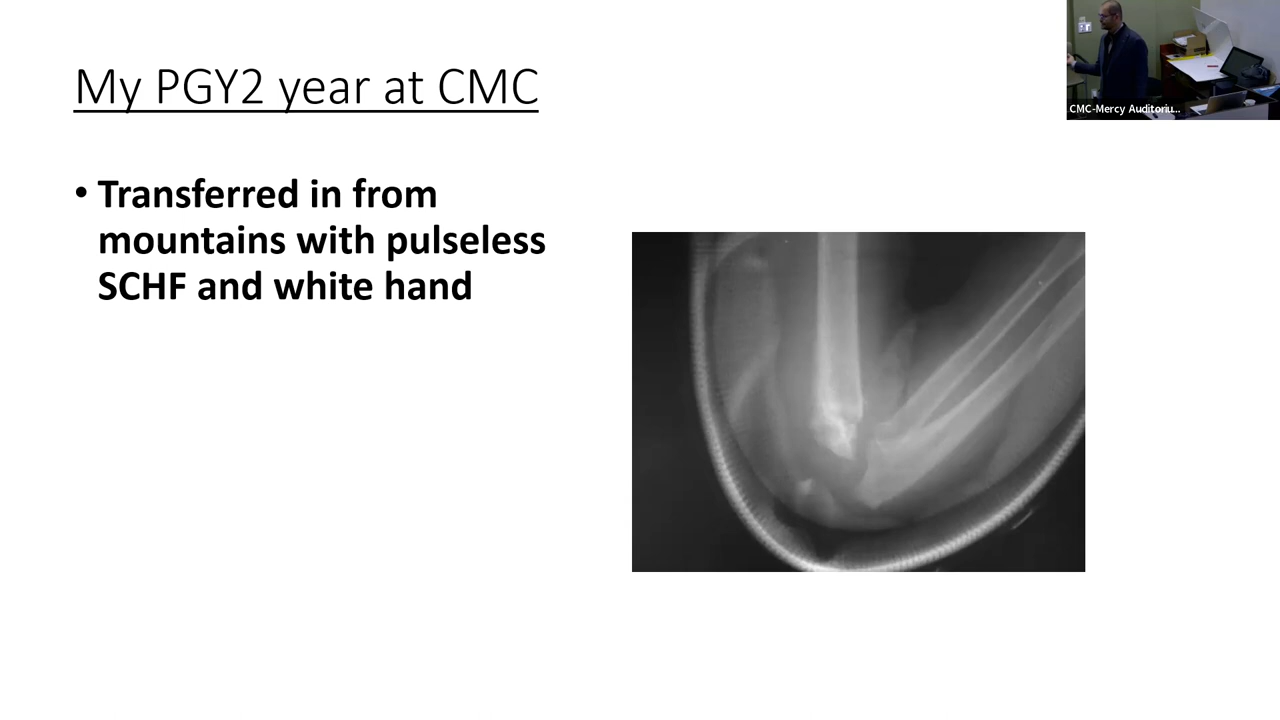 My PGY2 year at CMC
CMC-Mercy Auditoriu...
• Transferred in from
mountains with pulseless
SCHF and white hand